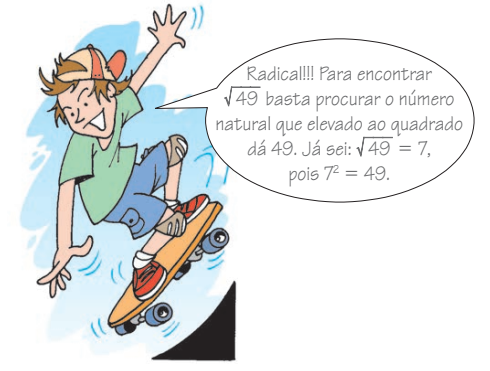 Radical!!! Para encontrar
√49 basta procurar o número
natural que elevado ao quadrado
dá 49. Já sei: √49 = 7,
pois 7² = 49.